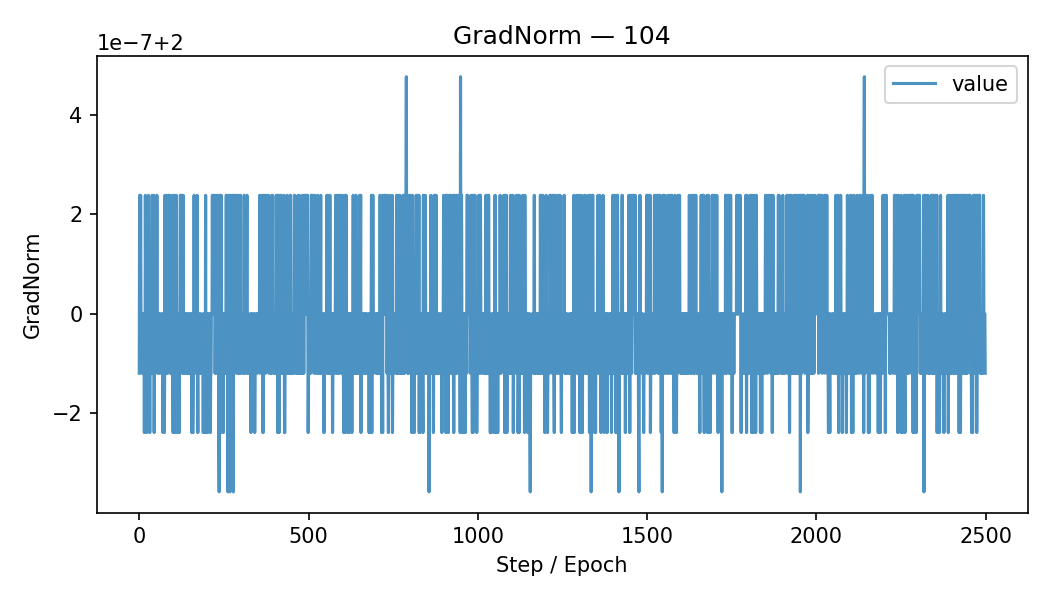 GradNorm — 104
1e−7+2
value
4
2
0
−2
GradNorm
0
500
1000
1500
2000
2500
Step / Epoch